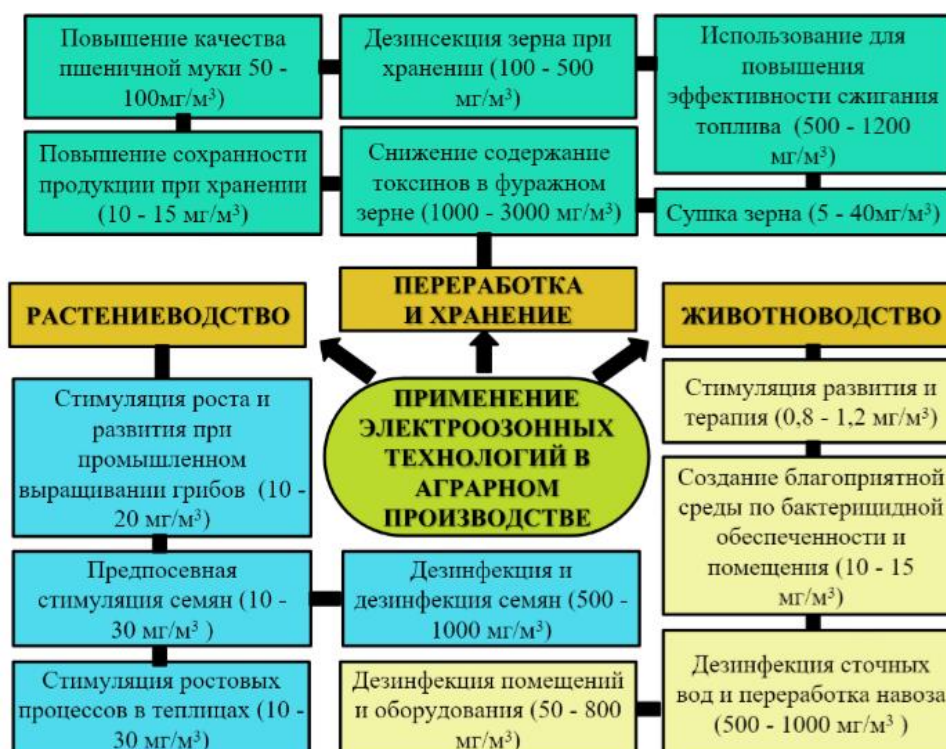 Повышение качества
пшеничной муки 50 -
100мг/м³)
Дезинсекция зерна при
хранении (100 - 500
мг/м³)
Использование для
повышения
эффективности сжигания
топлива (500 - 1200
мг/м³)
Повышение сохранности
продукции при хранении
(10 - 15 мг/м³)
Снижение содержание
токсинов в фуражном
зерне (1000 - 3000 мг/м³)
Сушка зерна (5 - 40мг/м³)
РАСТЕНИЕВОДСТВО
ПЕРЕРАБОТКА
И ХРАНЕНИЕ
ЖИВОТНОВОДСТВО
ПРИМЕНЕНИЕ
ЭЛЕКТРООЗОННЫХ
ТЕХНОЛОГИЙ В
АГРАРНОМ
ПРОИЗВОДСТВЕ
Стимуляция роста и
развития при
промышленном
выращивании грибов (10 -
20 мг/м³)
Стимуляция развития и
терапия (0,8 - 1,2 мг/м³)
Создание благоприятной
среды по бактерицидной
обеспеченности и
помещения (10 - 15
мг/м³)
Предпосевная
стимуляция семян (10 -
30 мг/м³ )
Дезинфекция и
дезинфекция семян (500 -
1000 мг/м³)
Стимуляция ростовых
процессов в теплицах (10 -
30 мг/м³)
Дезинфекция помещений
и оборудования (50 - 800
мг/м³)
Дезинфекция сточных
вод и переработка навоза
(500 - 1000 мг/м³ )